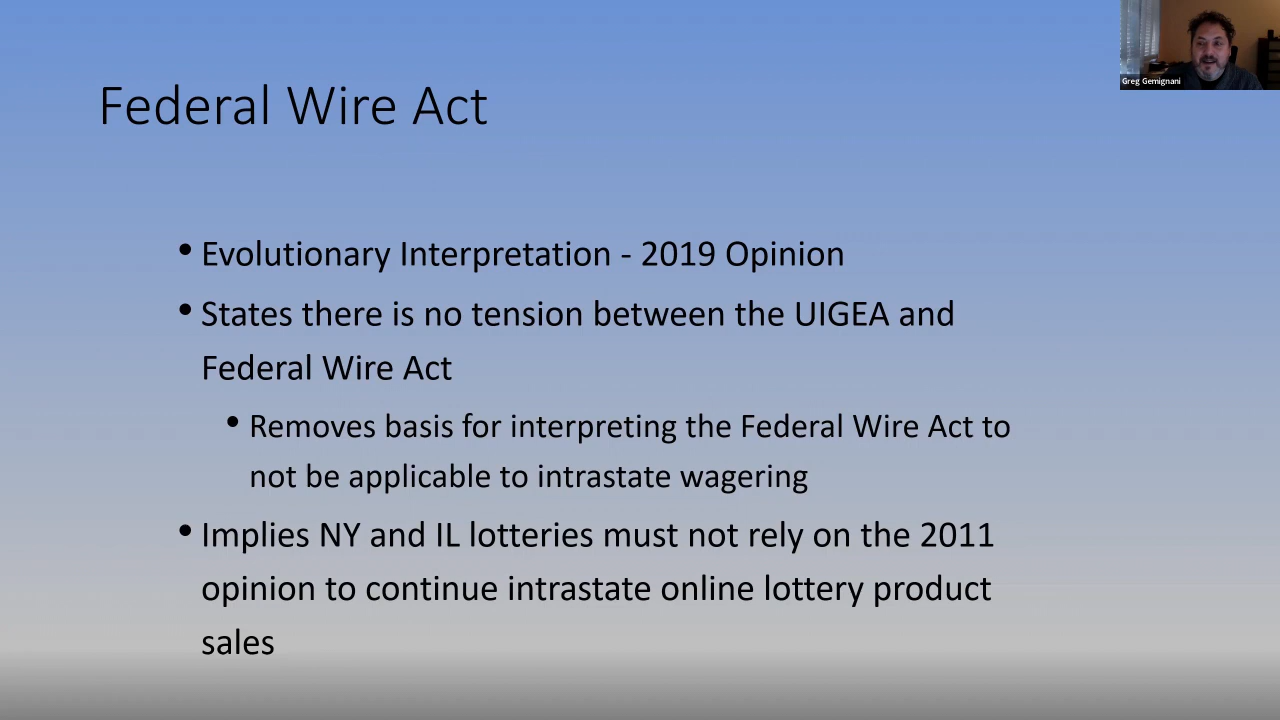 Greg Gemignani
Federal Wire Act
• Evolutionary Interpretation - 2019 Opinion
• States there is no tension between the UIGEA and
Federal Wire Act
• Removes basis for interpreting the Federal Wire Act to
not be applicable to intrastate wagering
• Implies NY and IL lotteries must not rely on the 2011
opinion to continue intrastate online lottery product
sales